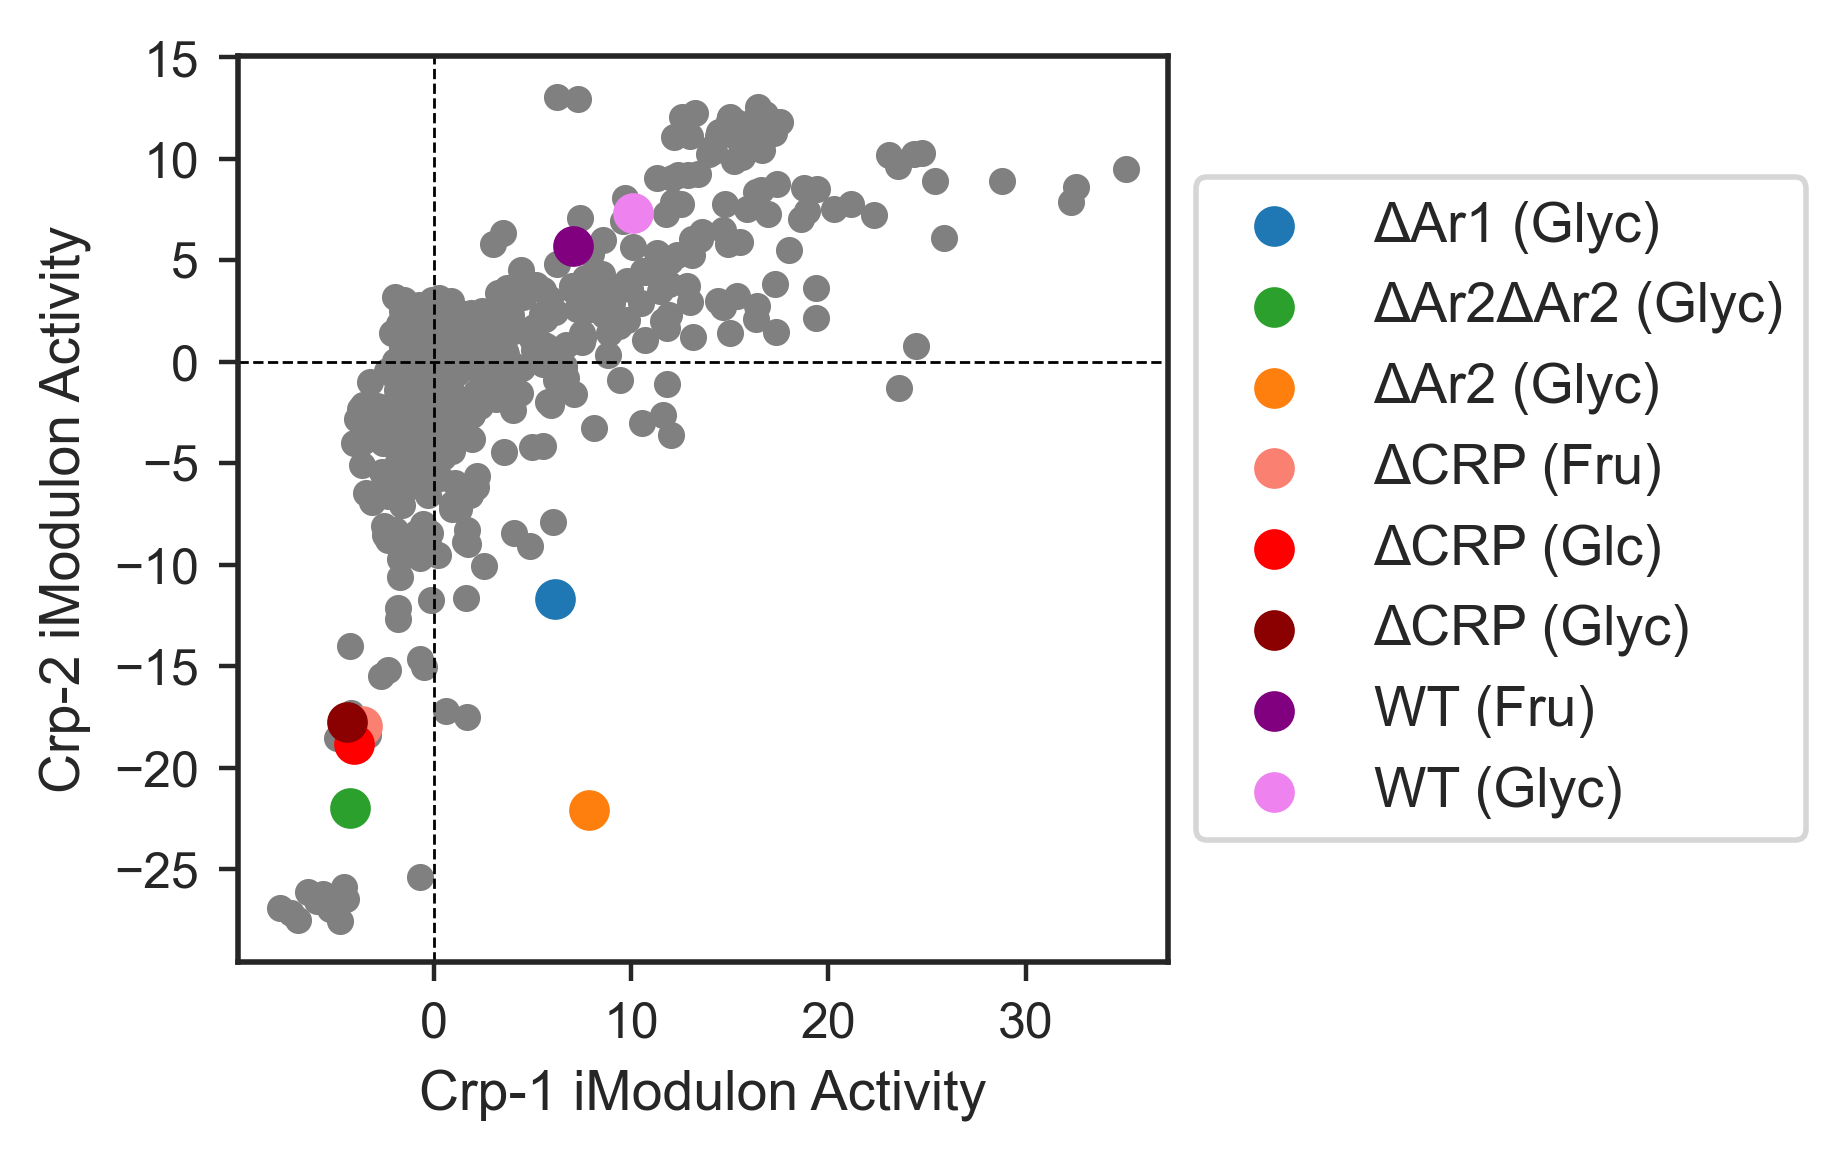 15
10
5
0
−5
−10
−15
−20
−25
Crp-2 iModulon Activity
0 10 20 30
Crp-1 iModulon Activity
ΔAr1 (Glyc)
ΔAr2ΔAr2 (Glyc)
ΔAr2 (Glyc)
ΔCRP (Fru)
ΔCRP (Glc)
ΔCRP (Glyc)
WT (Fru)
WT (Glyc)